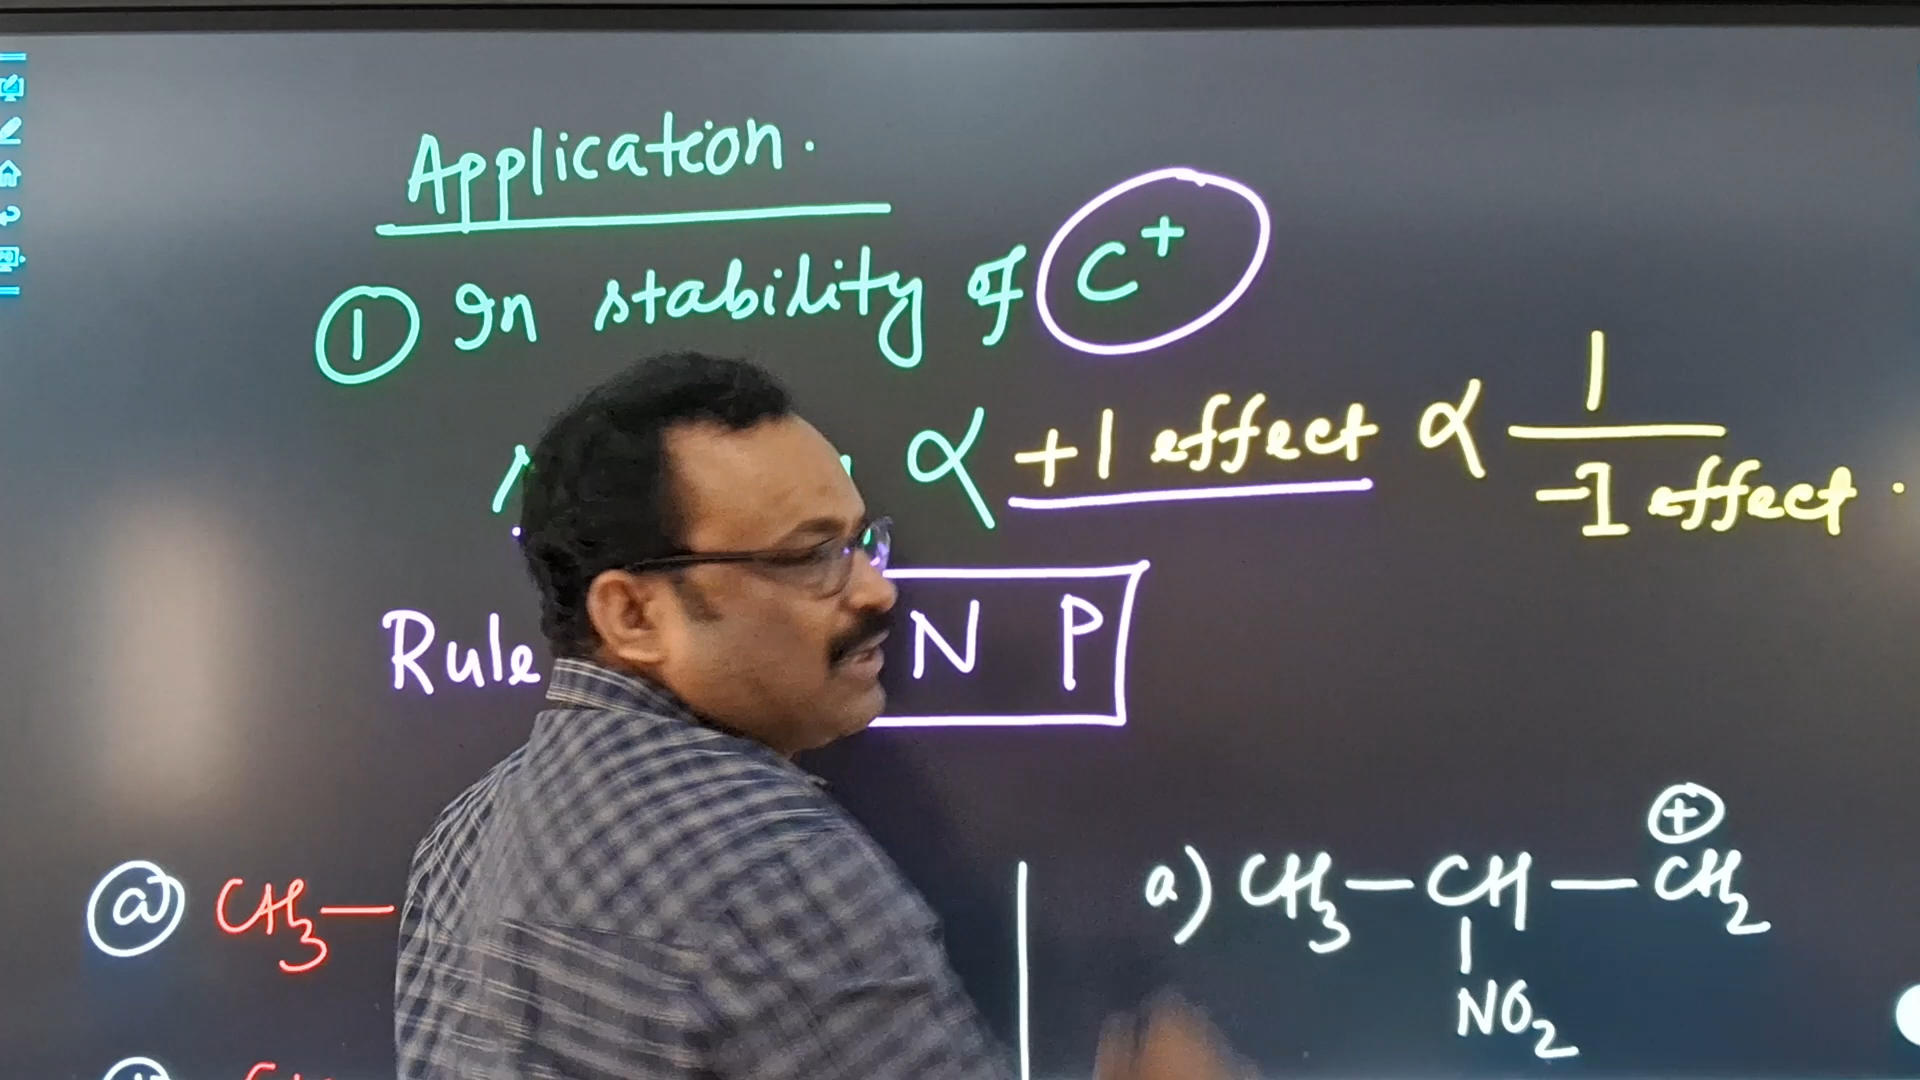 Application.
① In stability of C⁺
∝ +I effect ∝ 1 / -I effect.
Rule N P
ⓐ CH₃—
a) CH₃—CH—CH₂
⊕
|
NO₂